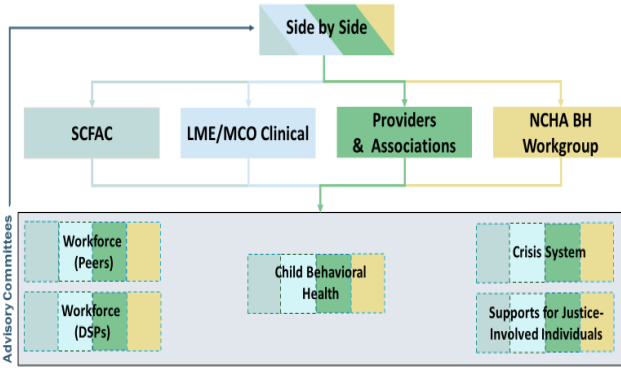 Side by Side
SCFAC
LME/MCO Clinical
Providers
& Associations
NCHA BH
Workgroup
Advisory Committees
Workforce
(Peers)
Workforce
(DSPs)
Child Behavioral
Health
Crisis System
Supports for Justice-
Involved Individuals